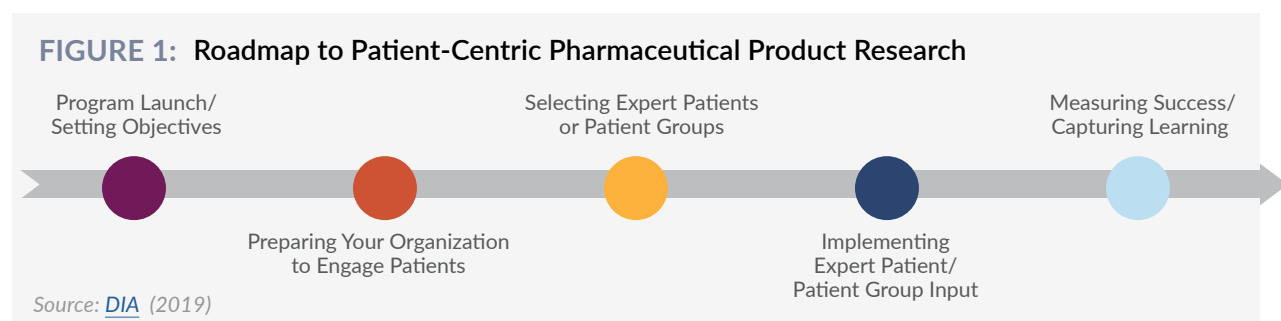 FIGURE 1: Roadmap to Patient-Centric Pharmaceutical Product Research
Program Launch/
Setting Objectives
Preparing Your Organization
to Engage Patients
Selecting Expert Patients
or Patient Groups
Implementing
Expert Patient/
Patient Group Input
Measuring Success/
Capturing Learning
Source: DIA (2019)